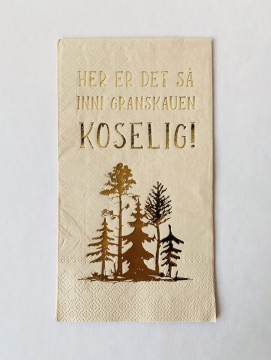 HER ER DET SÅ
INNI GRANSKAUEN
KOSELIG!